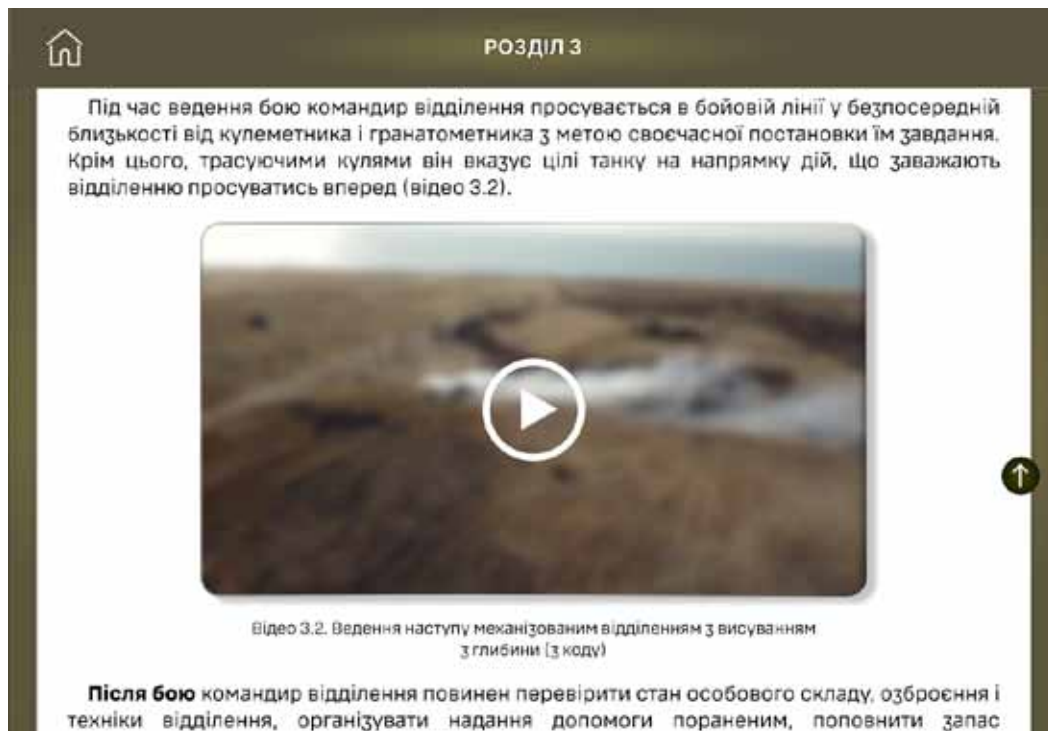 РОЗДІЛ 3
Під час ведення бою командир відділення просувається в бойовій лінії у безпосередній
близькості від кулеметника і гранатометника з метою своєчасної постановки їм завдання.
Крім цього, трасуючими кулями він вказує цілі танку на напрямку дій, що заважають
відділенню просуватись вперед (відео 3.2).
Відео 3.2. Ведення наступу механізованим відділенням з висуванням
з глибини (з ходу)
Після бою командир відділення повинен перевірити стан особового складу, озброєння і
техніки відділення, організувати надання допомоги пораненим, поповнити запас